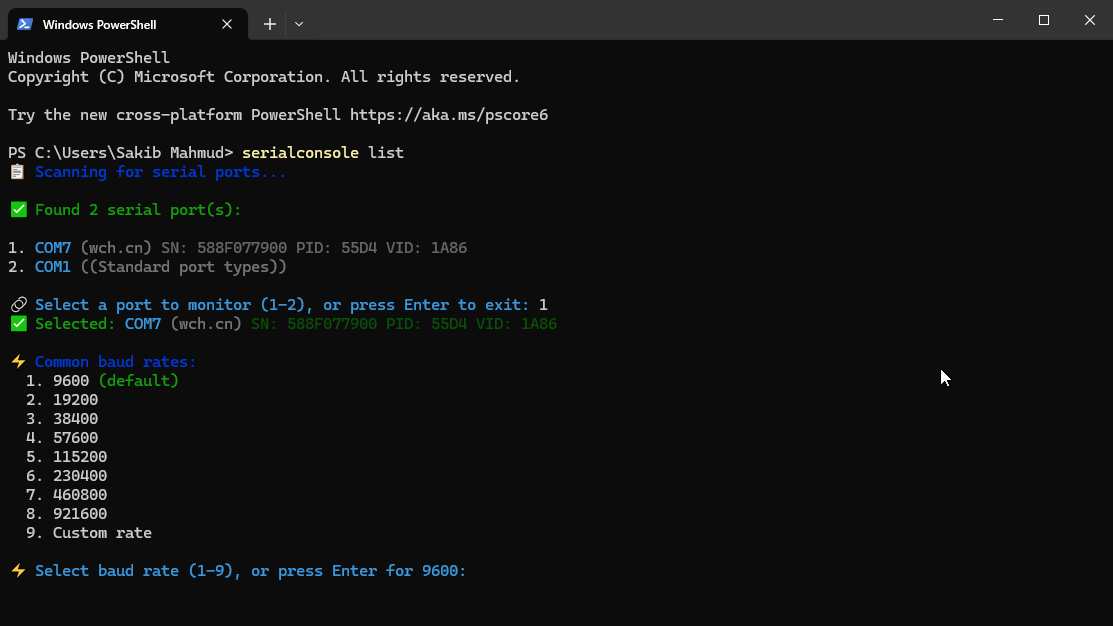 Windows PowerShell
Windows PowerShell
Copyright (C) Microsoft Corporation. All rights reserved.
Try the new cross-platform PowerShell https://aka.ms/pscore6
PS C:\Users\Sakib Mahmud> serialconsole list
📋 Scanning for serial ports...
✅ Found 2 serial port(s):
1. COM7 (wch.cn) SN: 588F077900 PID: 55D4 VID: 1A86
2. COM1 ((Standard port types))
🔗 Select a port to monitor (1-2), or press Enter to exit: 1
✅ Selected: COM7 (wch.cn) SN: 588F077900 PID: 55D4 VID: 1A86
⚡ Common baud rates:
1. 9600 (default)
2. 19200
3. 38400
4. 57600
5. 115200
6. 230400
7. 460800
8. 921600
9. Custom rate
⚡ Select baud rate (1-9), or press Enter for 9600: